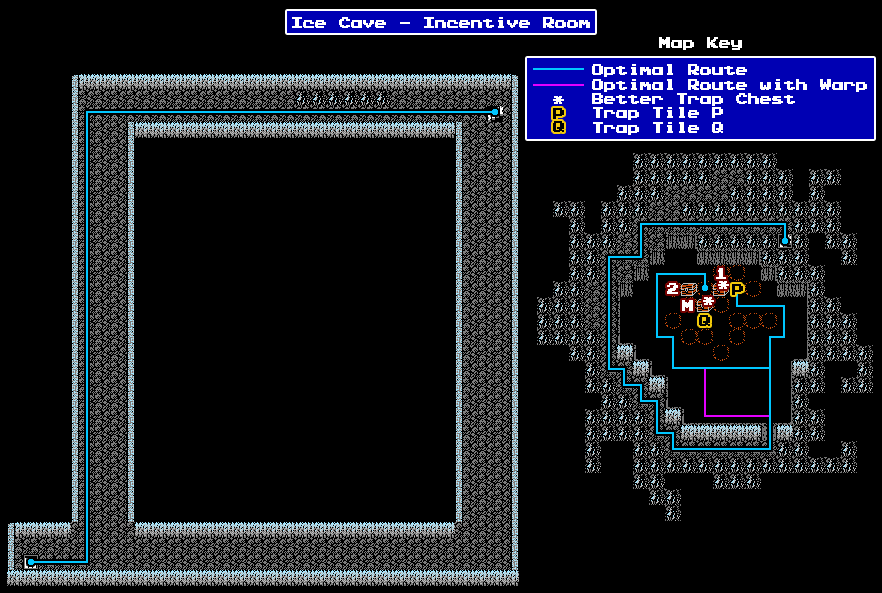 Ice Cave - Incentive Room
Map Key
Optimal Route
Optimal Route with Warp
* Better Trap Chest
P Trap Tile P
Q Trap Tile Q
1
2 * P
M *
Q